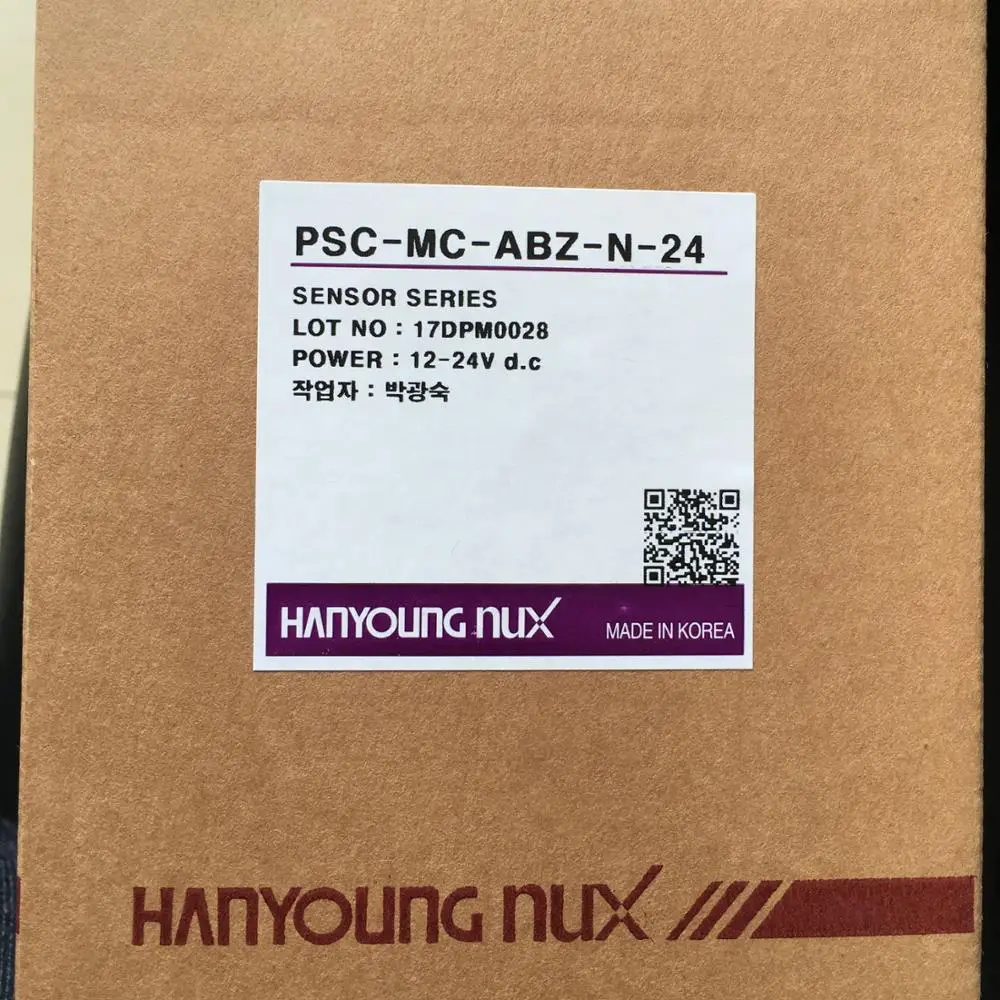 PSC-MC-ABZ-N-24
SENSOR SERIES
LOT NO : 17DPM0028
POWER : 12-24V d.c
작업자 : 박광숙
HANYOUNG nux
MADE IN KOREA
HANYOUNG nux